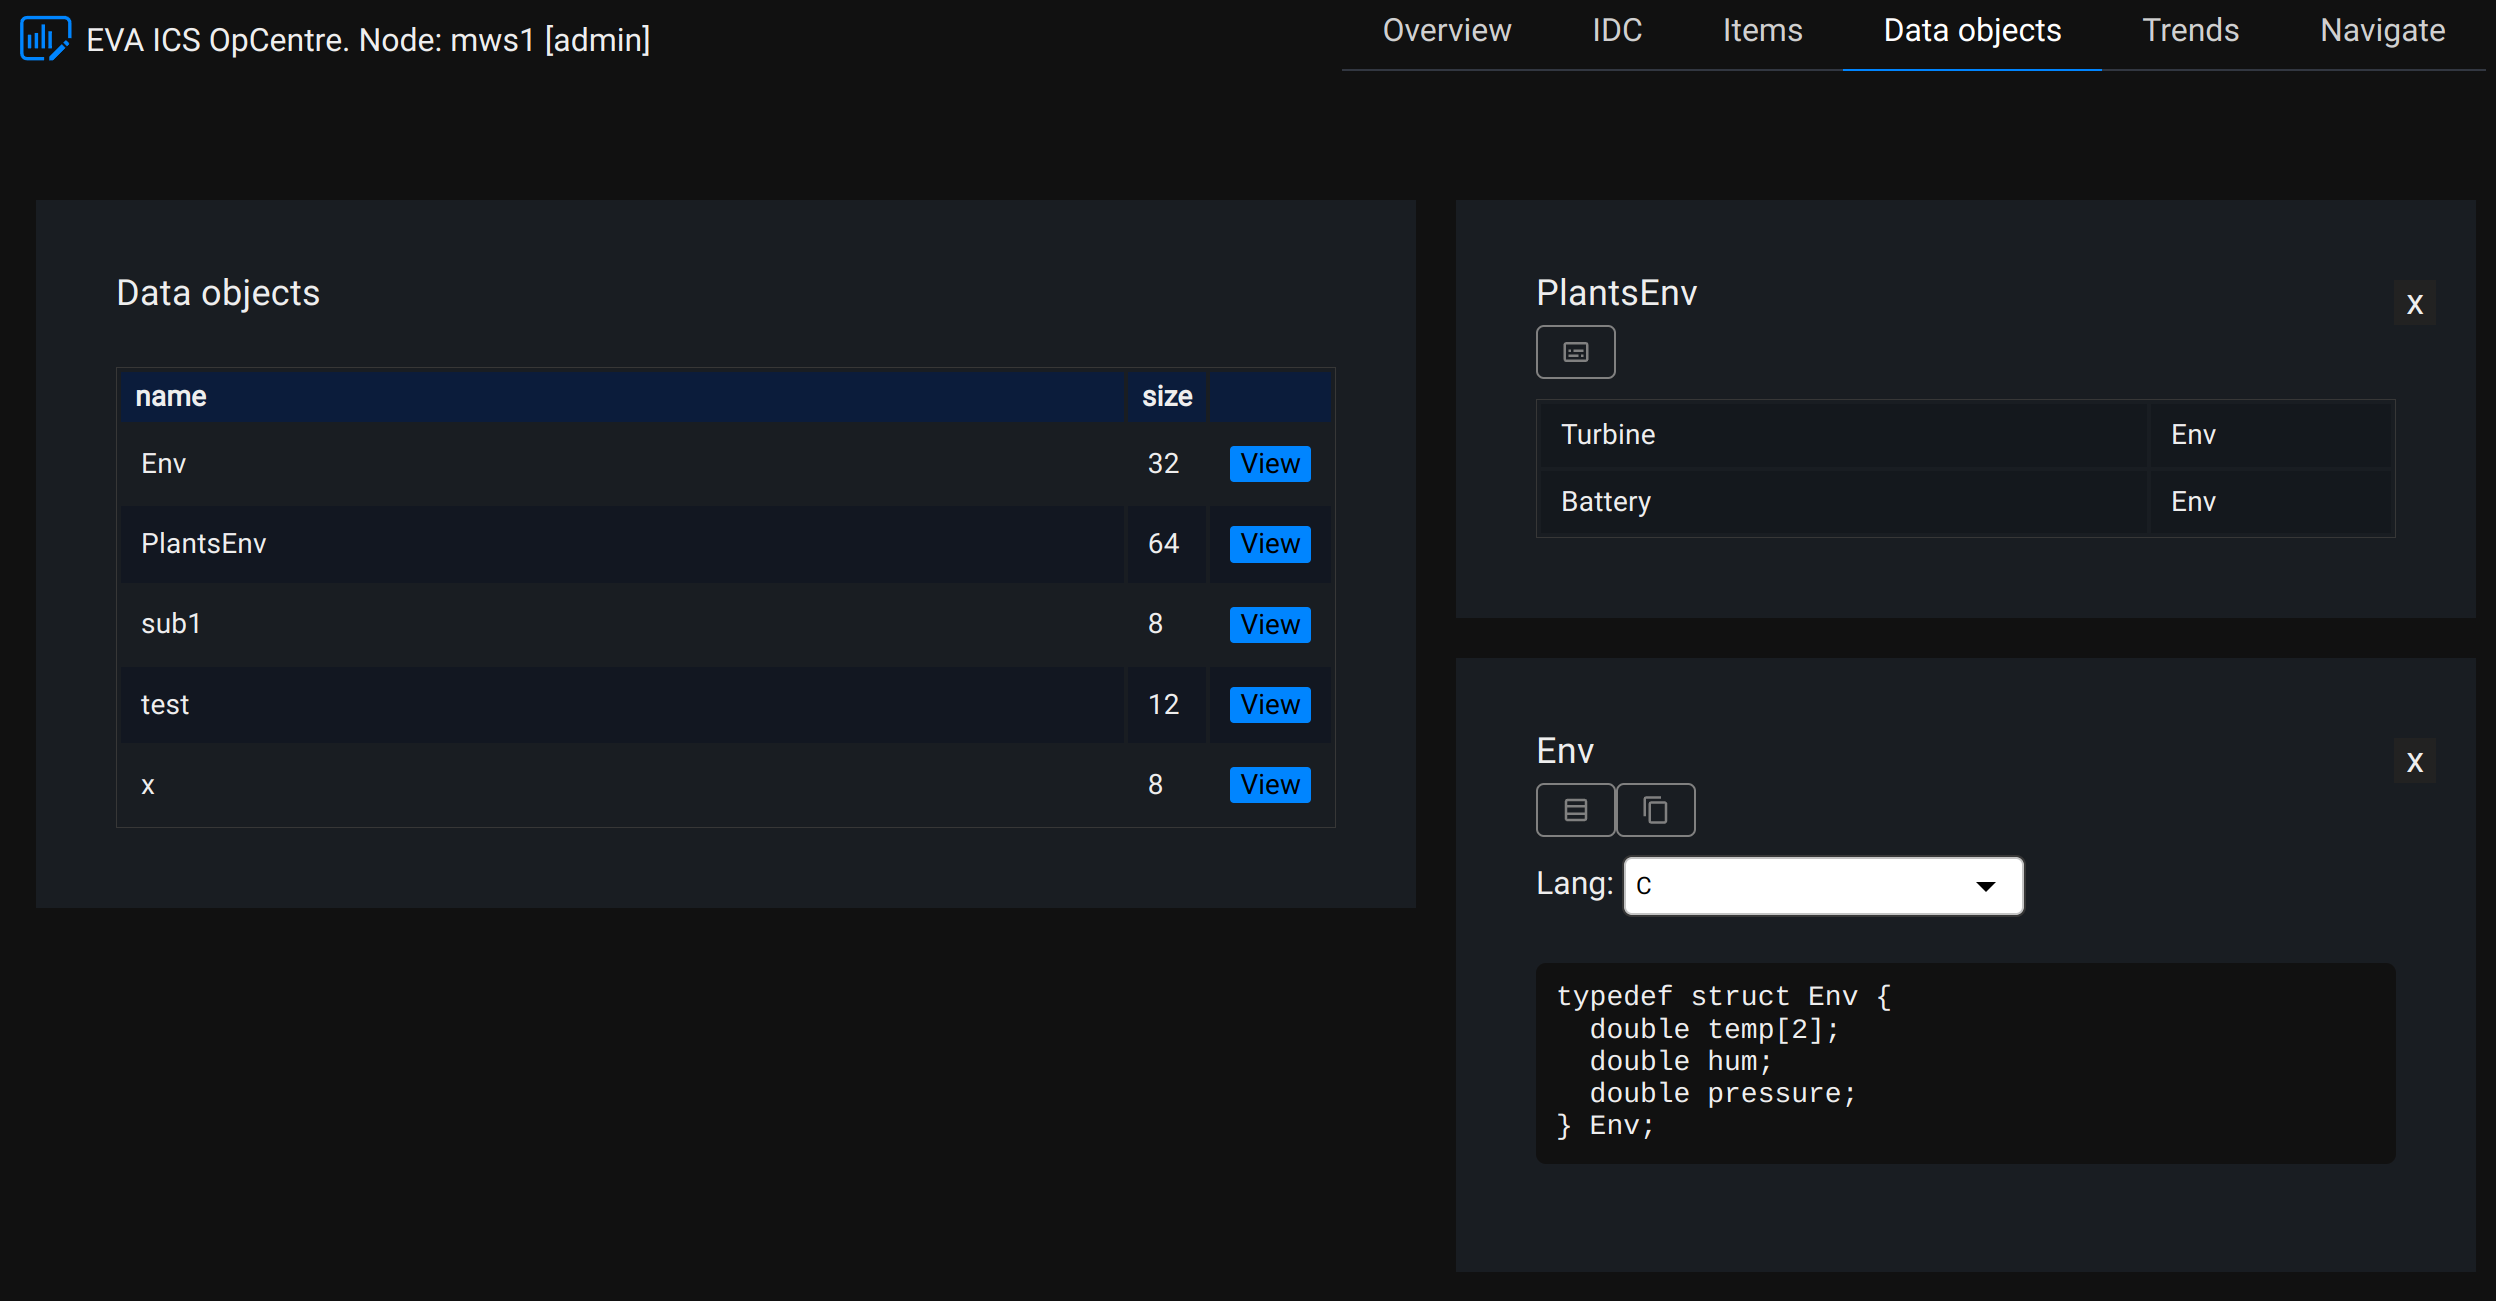 EVA ICS OpCentre. Node: mws1 [admin]
Overview IDC Items Data objects Trends Navigate
Data objects
name size
Env 32 View
PlantsEnv 64 View
sub1 8 View
test 12 View
x 8 View
PlantsEnv
x
Turbine Env
Battery Env
Env
x
Lang: C
typedef struct Env {
  double temp[2];
  double hum;
  double pressure;
} Env;